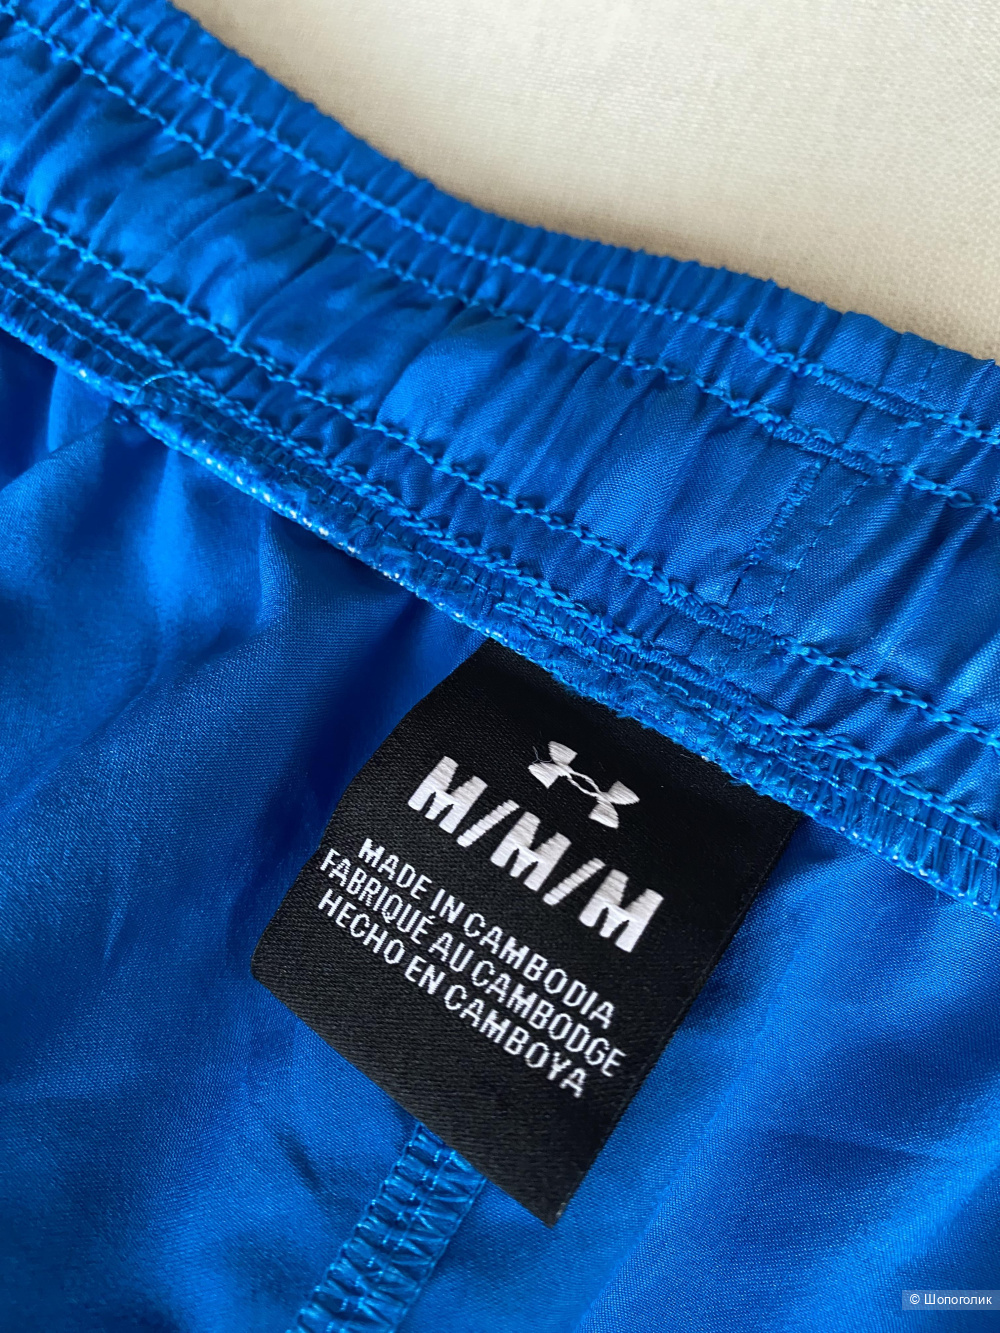 M/M/M
MADE IN CAMBODIA
FABRIQUÉ AU CAMBODGE
HECHO EN CAMBOYA
© Шопоголик